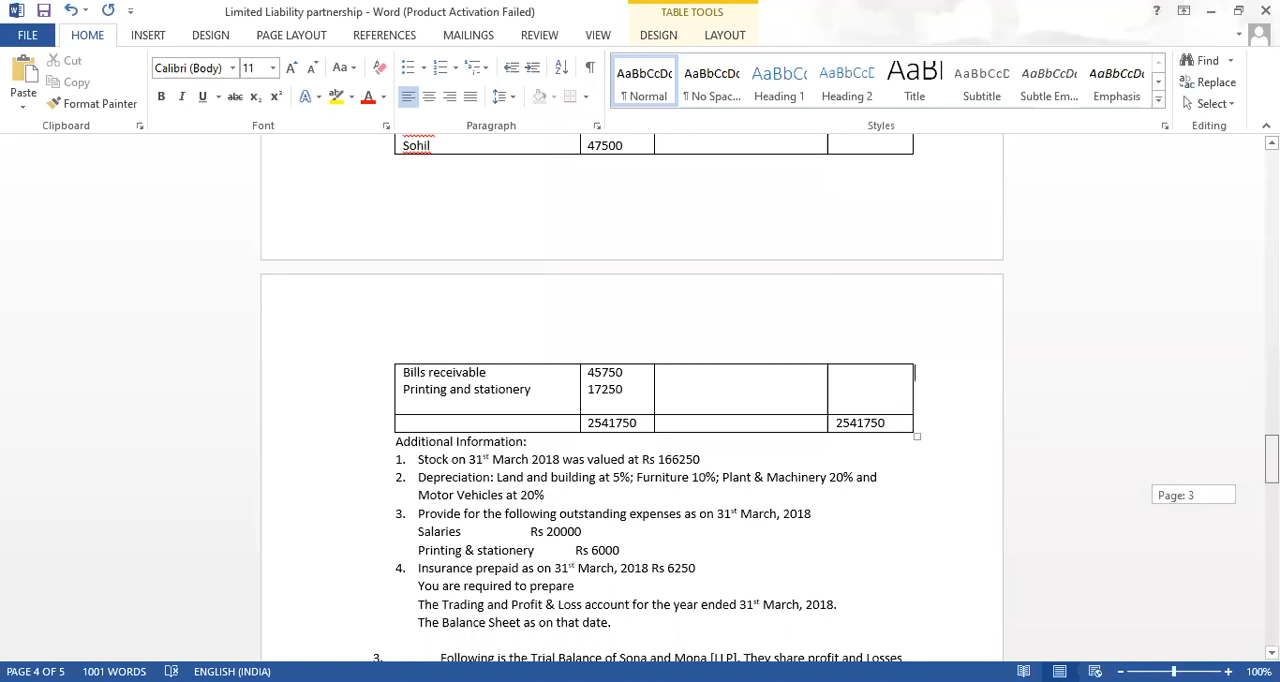 Limited Liability partnership - Word (Product Activation Failed)
TABLE TOOLS
FILE HOME INSERT DESIGN PAGE LAYOUT REFERENCES MAILINGS REVIEW VIEW DESIGN LAYOUT
Paste
Cut
Copy
Format Painter
Clipboard
Calibri (Body) 11
Font
Paragraph
AaBbCcDc AaBbCcDc AaBbCc AaBbCcD AaBl AaBbCcD AaBbCcDc AaBbCcDc
¶ Normal ¶ No Spac... Heading 1 Heading 2 Title Subtitle Subtle Em... Emphasis
Styles
Find
Replace
Select
Editing
Sohil 47500
Bills receivable 45750
Printing and stationery 17250
2541750 2541750
Additional Information:
1. Stock on 31st March 2018 was valued at Rs 166250
2. Depreciation: Land and building at 5%; Furniture 10%; Plant & Machinery 20% and
Motor Vehicles at 20%
Page: 3
3. Provide for the following outstanding expenses as on 31st March, 2018
Salaries Rs 20000
Printing & stationery Rs 6000
4. Insurance prepaid as on 31st March, 2018 Rs 6250
You are required to prepare
The Trading and Profit & Loss account for the year ended 31st March, 2018.
The Balance Sheet as on that date.
3. Following is the Trial Balance of Sona and Mona [LLP]. They share profit and Losses
PAGE 4 OF 5 1001 WORDS ENGLISH (INDIA) 100%